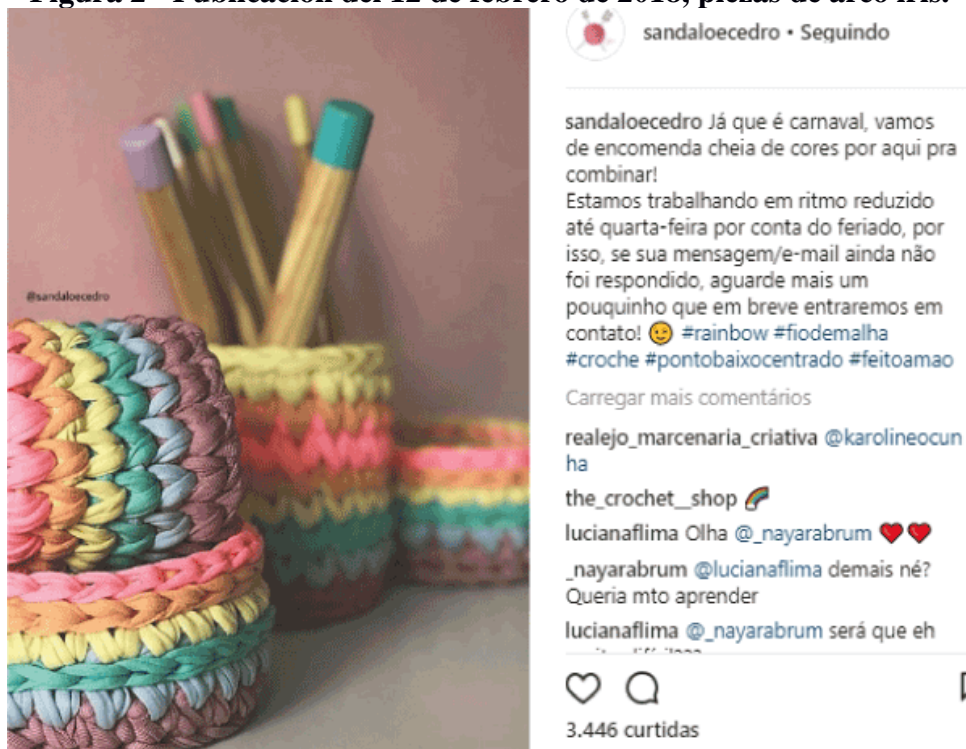 Figura 2 - Publicación del 12 de febrero de 2018, piezas de arco iris.
sandaloecedro • Seguindo
@sandaloecedro
sandaloecedro Já que é carnaval, vamos
de encomenda cheia de cores por aqui pra
combinar!
Estamos trabalhando em ritmo reduzido
até quarta-feira por conta do feriado, por
isso, se sua mensagem/e-mail ainda não
foi respondido, aguarde mais um
pouquinho que em breve entraremos em
contato! 😉 #rainbow #fiodemalha
#croche #pontobaixocentrado #feitoamao
Carregar mais comentários
realejo_marcenaria_criativa @karolineocun
ha
the_crochet__shop 🌈
lucianaflima Olha @_nayarabrum ❤️❤️
_nayarabrum @lucianaflima demais né?
Queria mto aprender
lucianaflima @_nayarabrum será que eh
3.446 curtidas